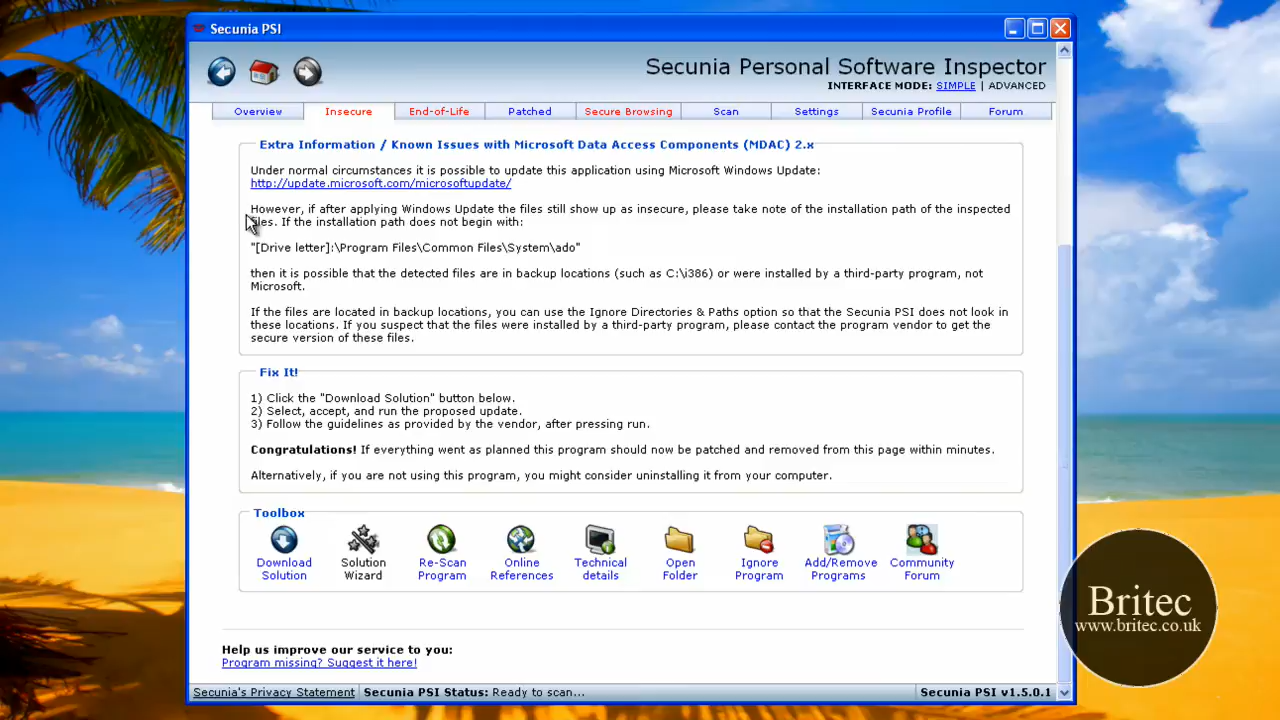 Secunia PSI
Secunia Personal Software Inspector
INTERFACE MODE: SIMPLE | ADVANCED
Overview Insecure End-of-Life Patched Secure Browsing Scan Settings Secunia Profile Forum
Extra Information / Known Issues with Microsoft Data Access Components (MDAC) 2.x
Under normal circumstances it is possible to update this application using Microsoft Windows Update:
http://update.microsoft.com/microsoftupdate/
However, if after applying Windows Update the files still show up as insecure, please take note of the installation path of the inspected
files. If the installation path does not begin with:
"[Drive letter]:\Program Files\Common Files\System\ado"
then it is possible that the detected files are in backup locations (such as C:\i386) or were installed by a third-party program, not
Microsoft.
If the files are located in backup locations, you can use the Ignore Directories & Paths option so that the Secunia PSI does not look in
these locations. If you suspect that the files were installed by a third-party program, please contact the program vendor to get the
secure version of these files.
Fix It!
1) Click the "Download Solution" button below.
2) Select, accept, and run the proposed update.
3) Follow the guidelines as provided by the vendor, after pressing run.
Congratulations! If everything went as planned this program should now be patched and removed from this page within minutes.
Alternatively, if you are not using this program, you might consider uninstalling it from your computer.
Toolbox
Download Solution Re-Scan Online Technical Open Ignore Add/Remove Community
Solution Wizard Program References details Folder Program Programs Forum
Britec
www.britec.co.uk
Help us improve our service to you:
Program missing? Suggest it here!
Secunia's Privacy Statement Secunia PSI Status: Ready to scan... Secunia PSI v1.5.0.1